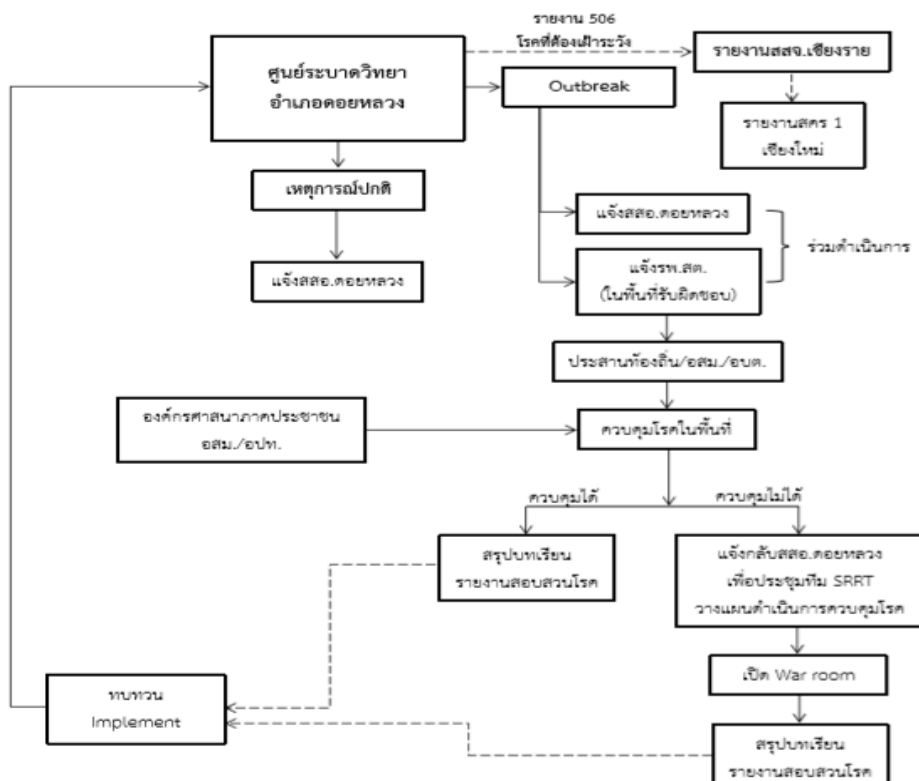 รายงาน 506
โรคที่ต้องเฝ้าระวัง
รายงานสสจ.เชียงราย
ศูนย์ระบาดวิทยา
อำเภอดอยหลวง
Outbreak
รายงานสคร 1
เชียงใหม่
เหตุการณ์ปกติ
แจ้งสสอ.ดอยหลวง
ร่วมดำเนินการ
แจ้งสสอ.ดอยหลวง
แจ้งรพ.สต.
(ในพื้นที่รับผิดชอบ)
ประสานท้องถิ่น/อสม./อบต.
องค์กรศาสนาภาคประชาชน
อสม./อปท.
ควบคุมโรคในพื้นที่
ควบคุมได้
ควบคุมไม่ได้
สรุปบทเรียน
รายงานสอบสวนโรค
แจ้งกลับสสอ.ดอยหลวง
เพื่อประชุมทีม SRRT
วางแผนดำเนินการควบคุมโรค
เปิด War room
ทบทวน
Implement
สรุปบทเรียน
รายงานสอบสวนโรค